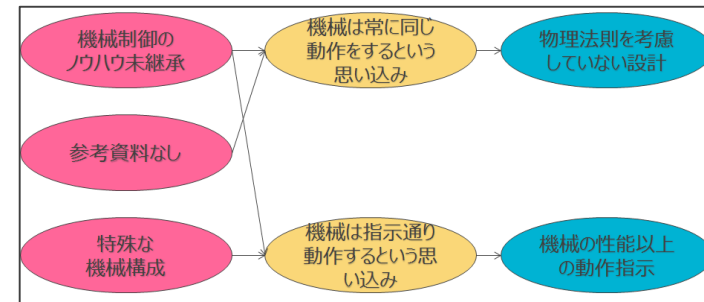 機械制御の
ノウハウ未継承
機械は常に同じ
動作をするという
思い込み
物理法則を考慮
していない設計
参考資料なし
特殊な
機械構成
機械は指示通り
動作するという思
い込み
機械の性能以上
の動作指示